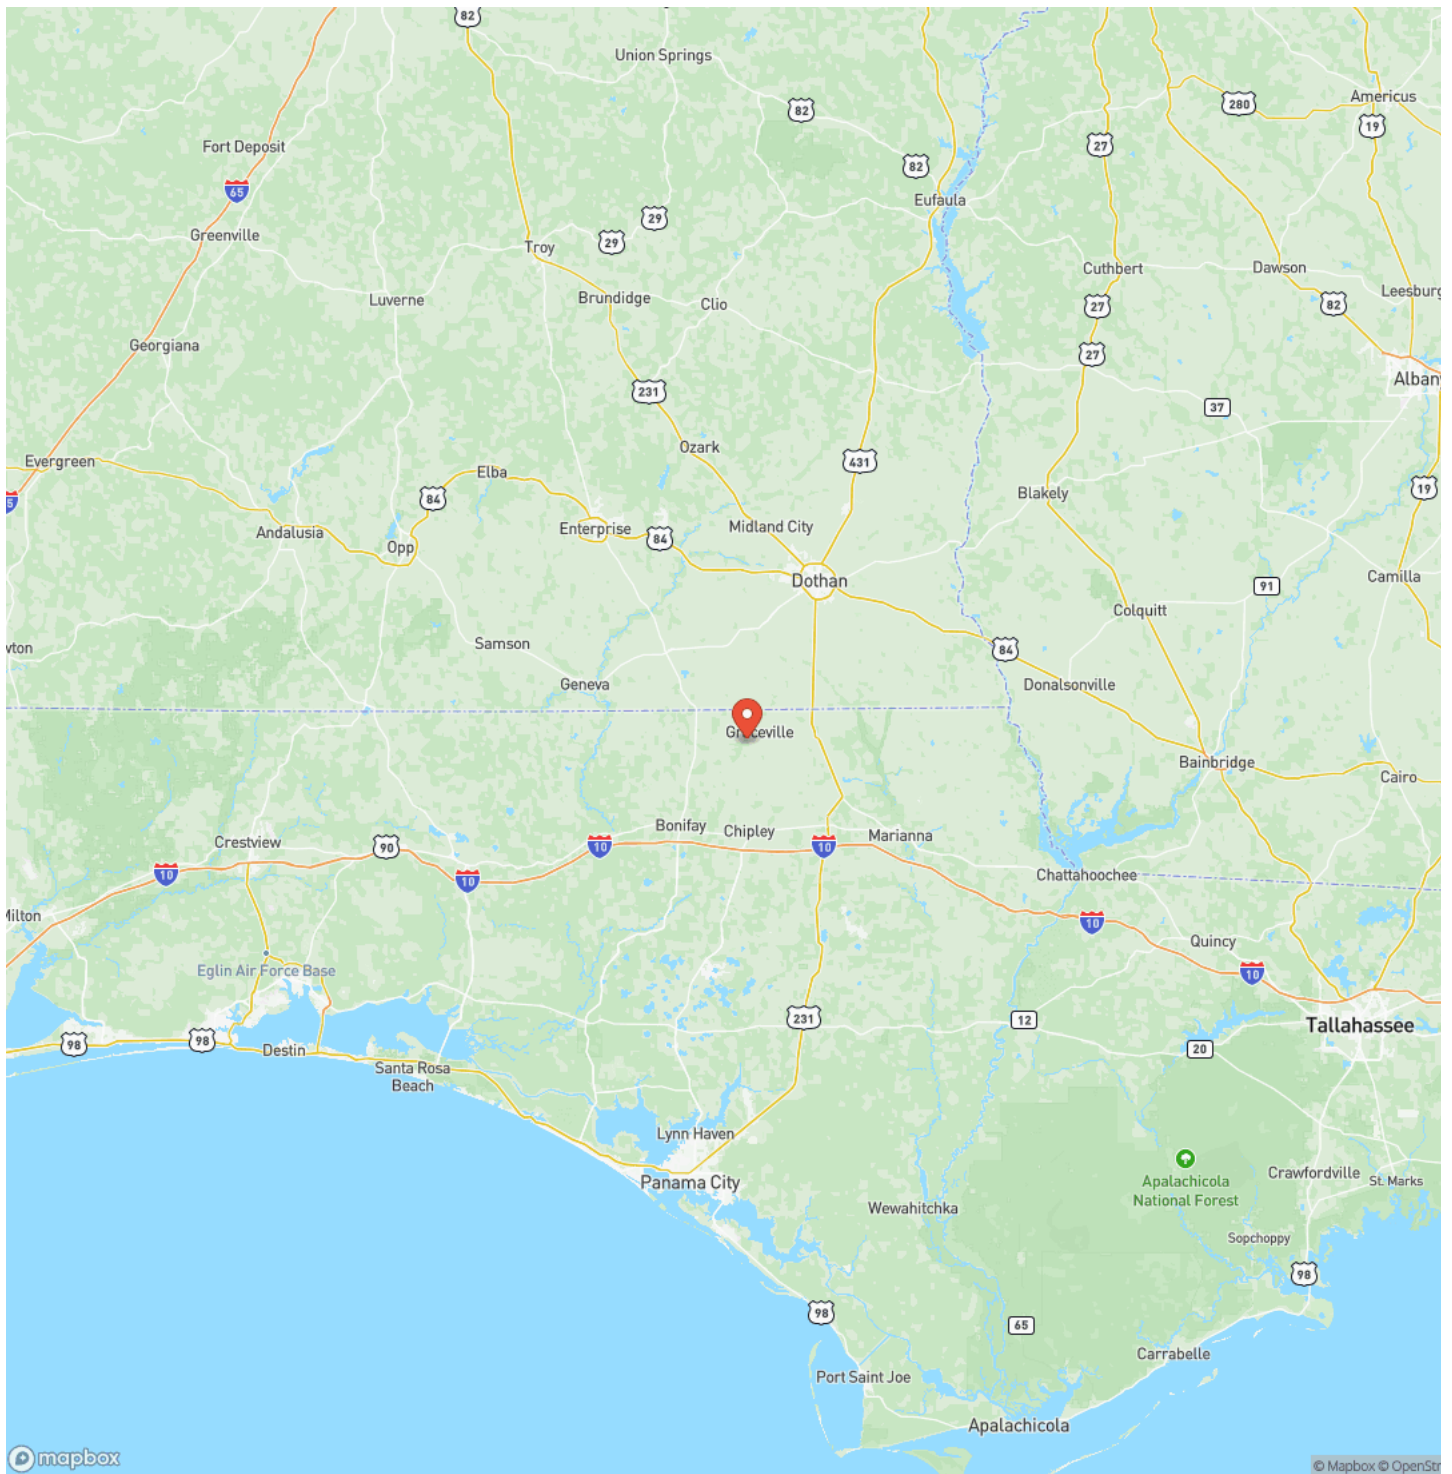 82
Union Springs
82
280
Americus
19
27
Fort Deposit
65
82
Eufaula
29
29
Greenville
Troy
Cuthbert
Dawson
Luverne
Brundidge
Clio
27
82
Leesburg
Georgiana
27
Alban
231
37
Ozark
Evergreen
Elba
431
84
Blakely
19
5
Andalusia
Enterprise
Midland City
84
Opp
Dothan
Camilla
91
Colquitt
vton
Samson
84
Geneva
Donalsonville
Graceville
Bainbridge
Cairo
Bonifay
Chipley
Marianna
Crestview
90
10
10
10
10
Chattahoochee
Milton
10
Quincy
Eglin Air Force Base
10
231
12
Tallahassee
98
98
Destin
20
Santa Rosa
Beach
Lynn Haven
Panama City
Apalachicola
National Forest
Crawfordville
St. Marks
Wewahitchka
Sopchoppy
98
98
65
Carrabelle
Port Saint Joe
Apalachicola
mapbox
© Mapbox © OpenStr